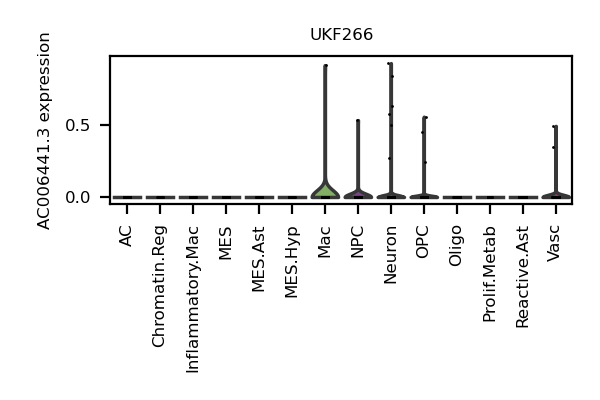 UKF266
AC006441.3 expression
0.5
0.0
AC
Chromatin.Reg
Inflammatory.Mac
MES
MES.Ast
MES.Hyp
Mac
NPC
Neuron
OPC
Oligo
Prolif.Metab
Reactive.Ast
Vasc